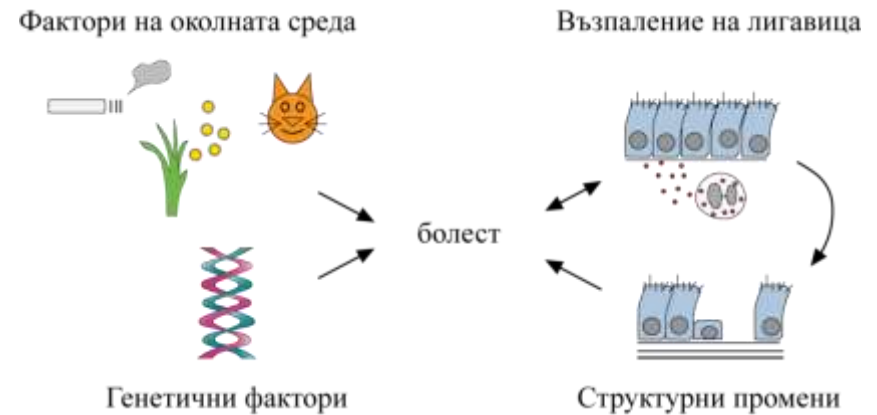 Фактори на околната среда
Възпаление на лигавица
болест
Генетични фактори
Структурни промени